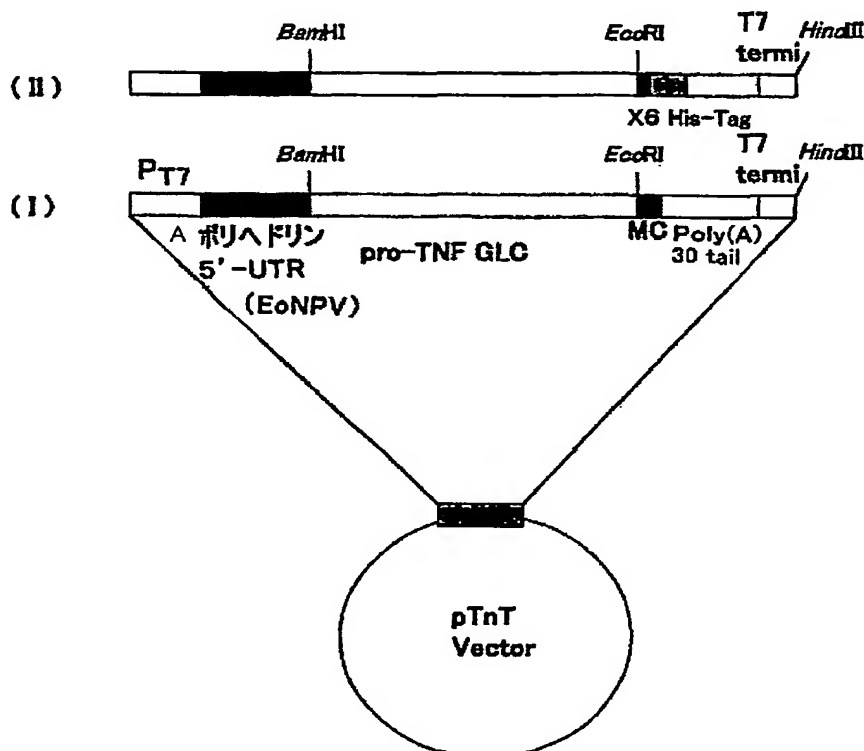 BamHI EcoRI T7 termi HindIII
(II)
X6 His-Tag
PT7 BamHI EcoRI T7 termi HindIII
(I)
A ポリヘドリン 5'-UTR (EoNPV) pro-TNF GLC MC Poly(A) 30 tail
pTnT
Vector